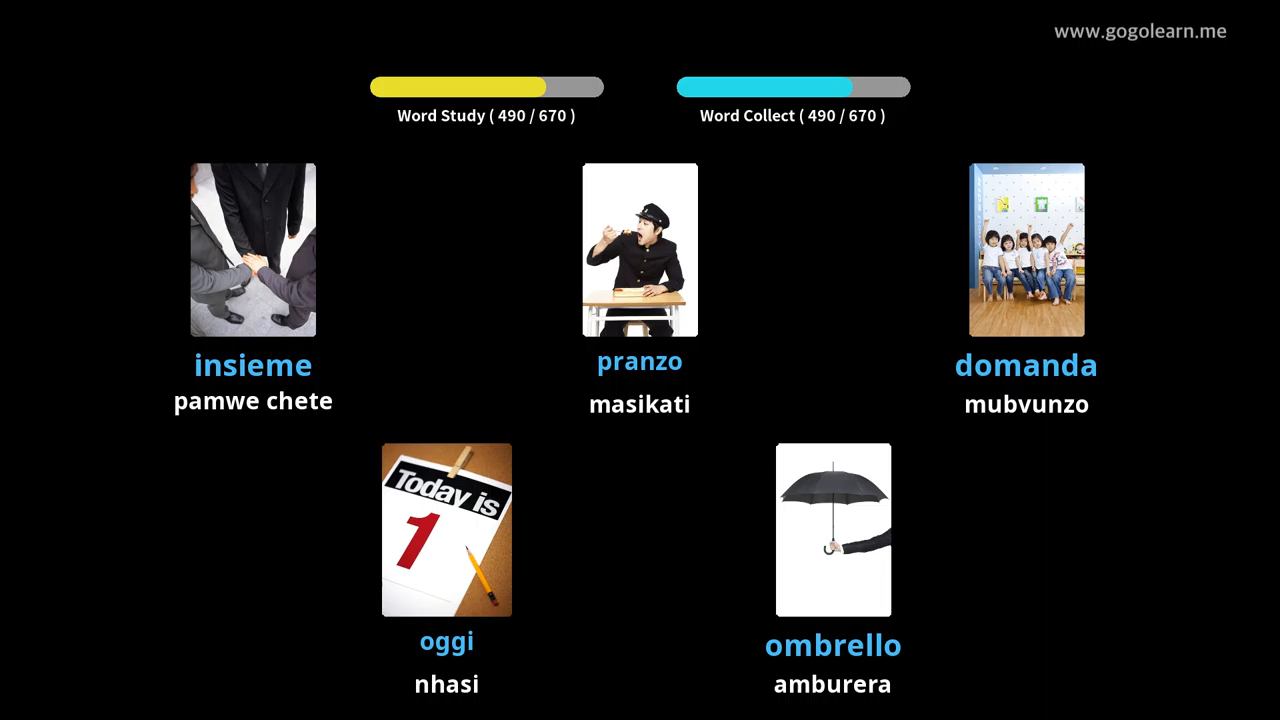 www.gogolearn.me
Word Study ( 490 / 670 )
Word Collect ( 490 / 670 )
insieme
pamwe chete
pranzo
masikati
domanda
mubvunzo
Today is
1
oggi
nhasi
ombrello
amburera